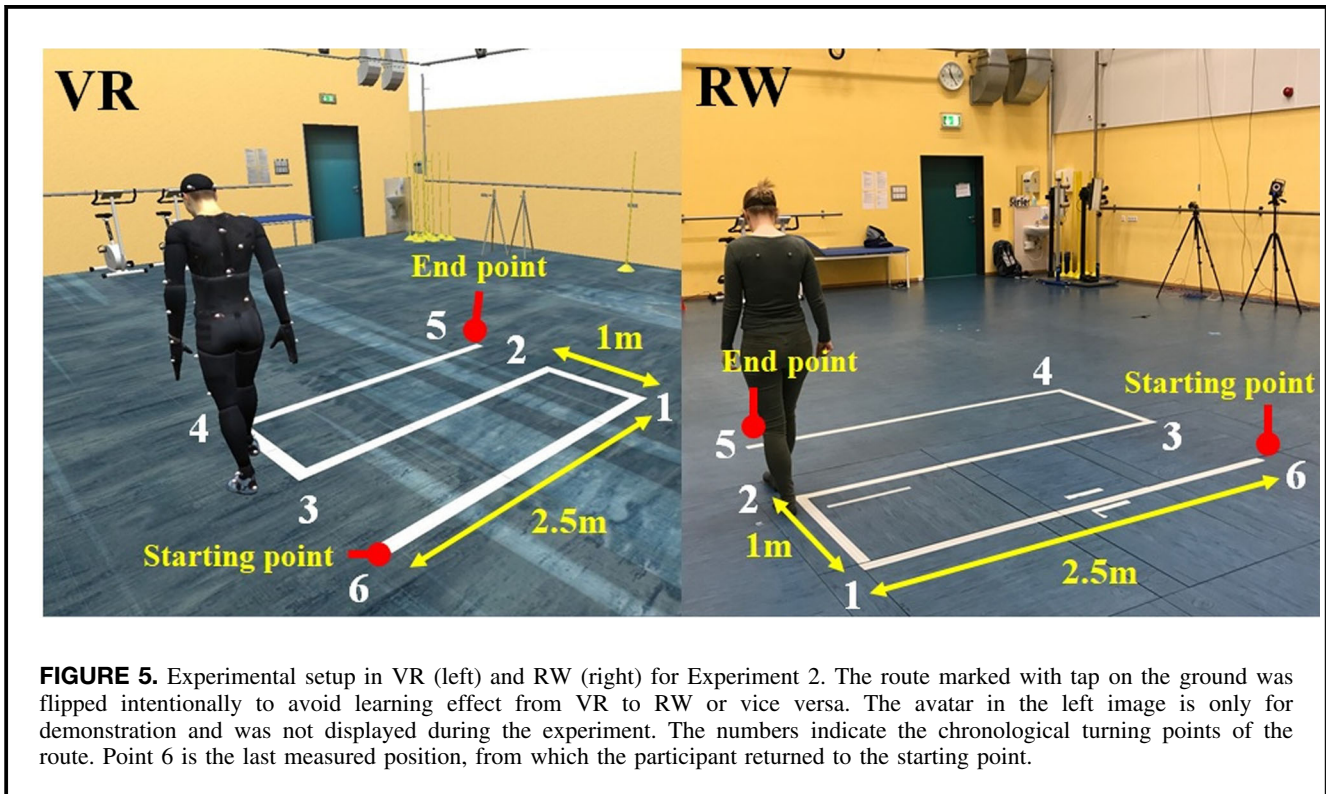 VR
End point
5
2
1m
1
4
3
2.5m
Starting point
6
RW
End point
4
Starting point
5
3
2
6
1m
2.5m
1
FIGURE 5. Experimental setup in VR (left) and RW (right) for Experiment 2. The route marked with tap on the ground was
flipped intentionally to avoid learning effect from VR to RW or vice versa. The avatar in the left image is only for
demonstration and was not displayed during the experiment. The numbers indicate the chronological turning points of the
route. Point 6 is the last measured position, from which the participant returned to the starting point.